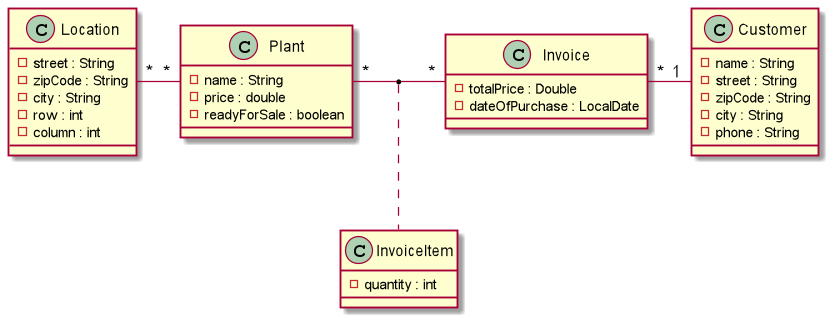 C Location
street : String
zipCode : String
city : String
row : int
column : int
* *
C Plant
name : String
price : double
readyForSale : boolean
* *
C Invoice
totalPrice : Double
dateOfPurchase : LocalDate
* 1
C Customer
name : String
street : String
zipCode : String
city : String
phone : String
C InvoiceItem
quantity : int